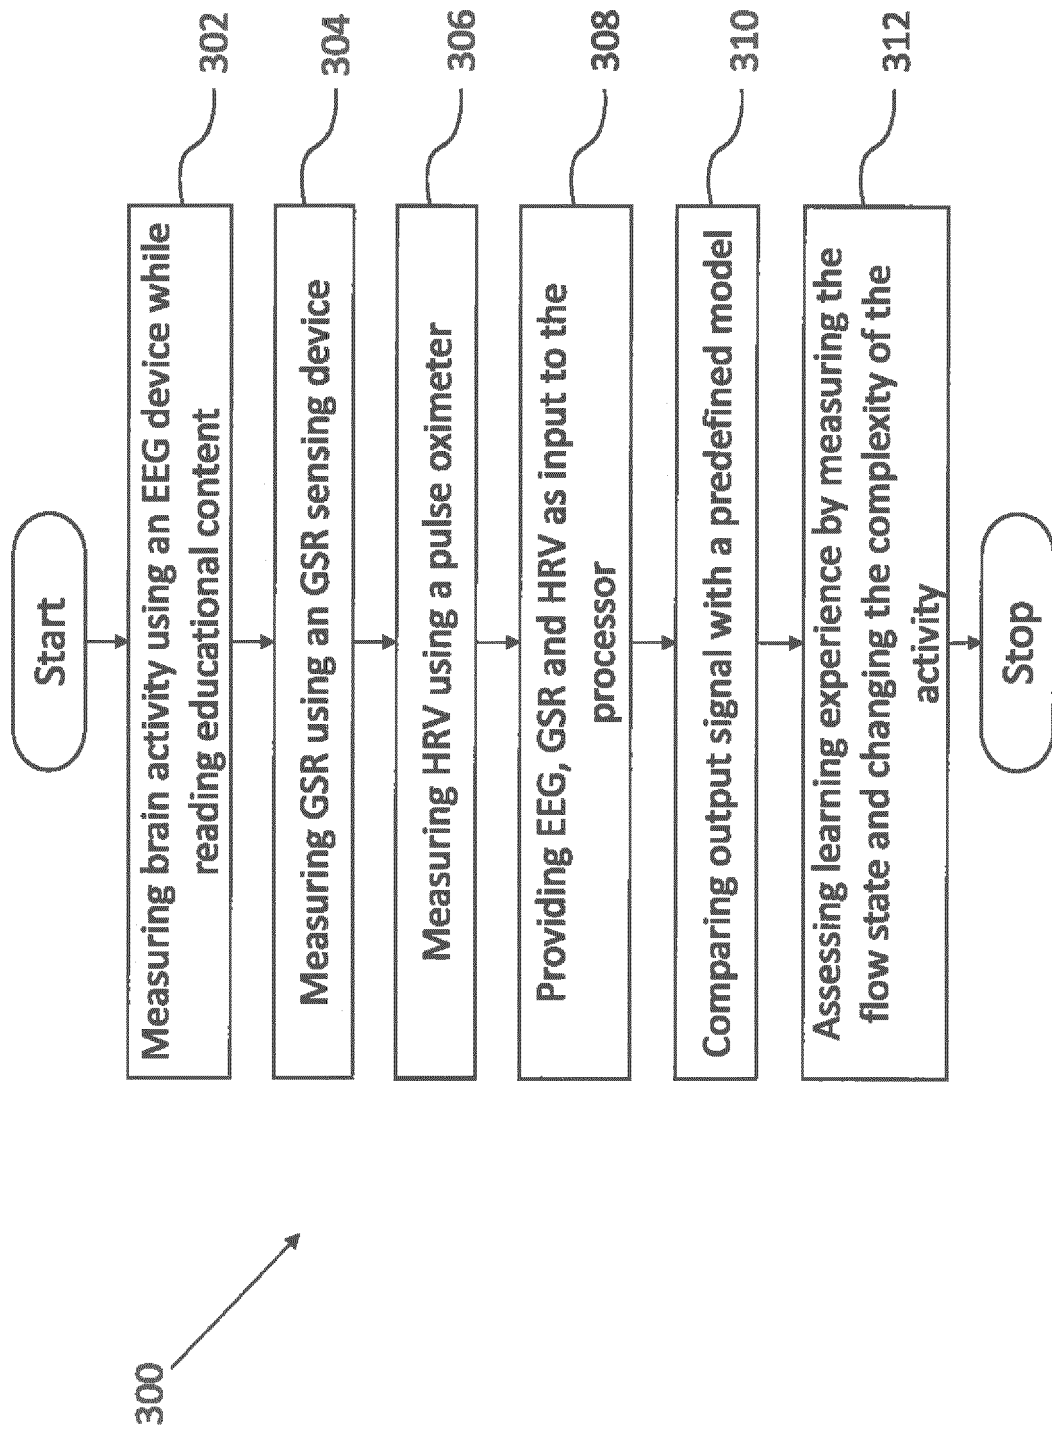 300
Start
Measuring brain activity using an EEG device while
reading educational content
302
Measuring GSR using an GSR sensing device
304
Measuring HRV using a pulse oximeter
306
Providing EEG, GSR and HRV as input to the
processor
308
Comparing output signal with a predefined model
310
Assessing learning experience by measuring the
flow state and changing the complexity of the
activity
312
Stop